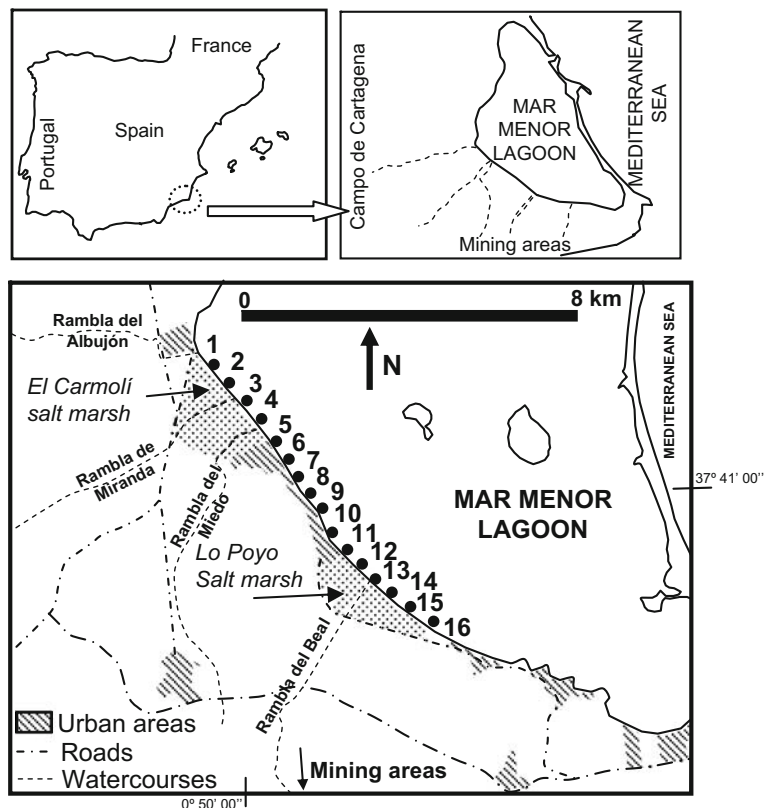 France
Spain
Portugal
Campo de Cartagena
MAR
MENOR
LAGOON
MEDITERRANEAN
SEA
Mining areas
0
8 km
N
Rambla del
Albujón
El Carmolí
salt marsh
Rambla de
Miranda
Rambla del
Miedo
Lo Poyo
Salt marsh
Rambla del Beal
1
2
3
4
5
6
7
8
9
10
11
12
13
14
15
16
MAR MENOR
LAGOON
MEDITERRANEAN SEA
37º 41' 00''
Urban areas
Roads
Watercourses
Mining areas
0º 50' 00''